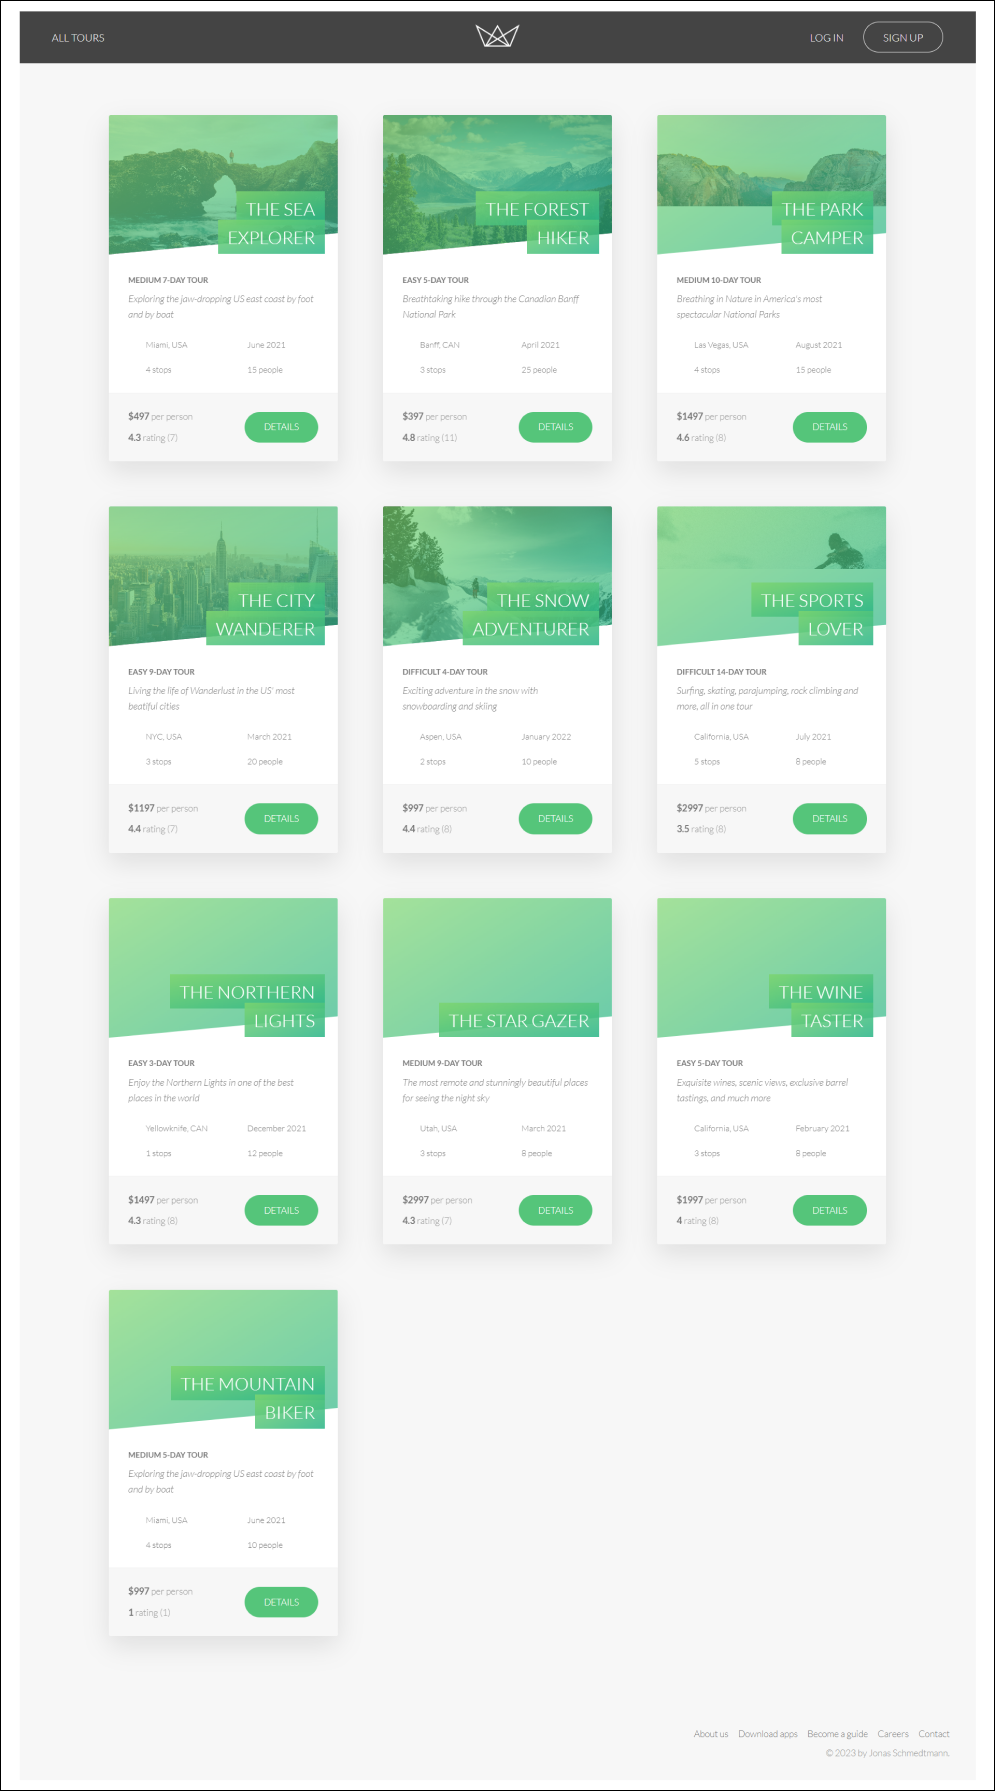 ALL TOURS
LOG IN
SIGN UP
THE SEA
EXPLORER
MEDIUM 7-DAY TOUR
Exploring the jaw-dropping US east coast by foot
and by boat
Miami, USA
June 2021
4 stops
15 people
$497 per person
4.3 rating (7)
DETAILS
THE FOREST
HIKER
EASY 5-DAY TOUR
Breathtaking hike through the Canadian Banff
National Park
Banff, CAN
April 2021
3 stops
25 people
$397 per person
4.8 rating (11)
DETAILS
THE PARK
CAMPER
MEDIUM 10-DAY TOUR
Breathing in Nature in America's most
spectacular National Parks
Las Vegas, USA
August 2021
4 stops
15 people
$1497 per person
4.6 rating (8)
DETAILS
THE CITY
WANDERER
EASY 9-DAY TOUR
Living the life of Wanderlust in the US' most
beatiful cities
NYC, USA
March 2021
3 stops
20 people
$1197 per person
4.4 rating (7)
DETAILS
THE SNOW
ADVENTURER
DIFFICULT 4-DAY TOUR
Exciting adventure in the snow with
snowboarding and skiing
Aspen, USA
January 2022
2 stops
10 people
$997 per person
4.4 rating (8)
DETAILS
THE SPORTS
LOVER
DIFFICULT 14-DAY TOUR
Surfing, skating, parajumping, rock climbing and
more, all in one tour
California, USA
July 2021
5 stops
8 people
$2997 per person
3.5 rating (8)
DETAILS
THE NORTHERN
LIGHTS
EASY 3-DAY TOUR
Enjoy the Northern Lights in one of the best
places in the world
Yellowknife, CAN
December 2021
1 stops
12 people
$1497 per person
4.3 rating (8)
DETAILS
THE STAR GAZER
MEDIUM 9-DAY TOUR
The most remote and stunningly beautiful places
for seeing the night sky
Utah, USA
March 2021
3 stops
8 people
$2997 per person
4.3 rating (7)
DETAILS
THE WINE
TASTER
EASY 5-DAY TOUR
Exquisite wines, scenic views, exclusive barrel
tastings, and much more
California, USA
February 2021
3 stops
8 people
$1997 per person
4 rating (8)
DETAILS
THE MOUNTAIN
BIKER
MEDIUM 5-DAY TOUR
Exploring the jaw-dropping US east coast by foot
and by boat
Miami, USA
June 2021
4 stops
10 people
$997 per person
1 rating (1)
DETAILS
About us Download apps Become a guide Careers Contact
© 2023 by Jonas Schmedtmann.